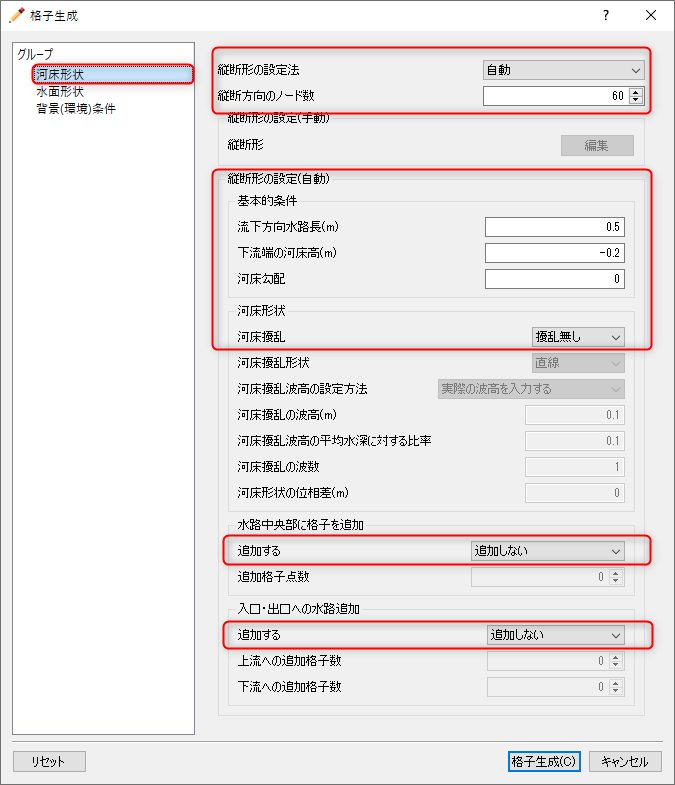 格子生成
?
グループ
河床形状
水面形状
背景(環境)条件
縦断形の設定法 自動
縦断方向のノード数 60
縦断形の設定(手動)
縦断形 編集
縦断形の設定(自動)
基本的条件
流下方向水路長(m) 0.5
下流端の河床高(m) -0.2
河床勾配 0
河床形状
河床擾乱 擾乱無し
河床擾乱形状 直線
河床擾乱波高の設定方法 実際の波高を入力する
河床擾乱の波高(m) 0.1
河床擾乱波高の平均水深に対する比率 0.1
河床擾乱の波数 1
河床形状の位相差(m) 0
水路中央部に格子を追加
追加する 追加しない
追加格子点数 0
入口・出口への水路追加
追加する 追加しない
上流への追加格子数 0
下流への追加格子数 0
リセット 格子生成(C) キャンセル